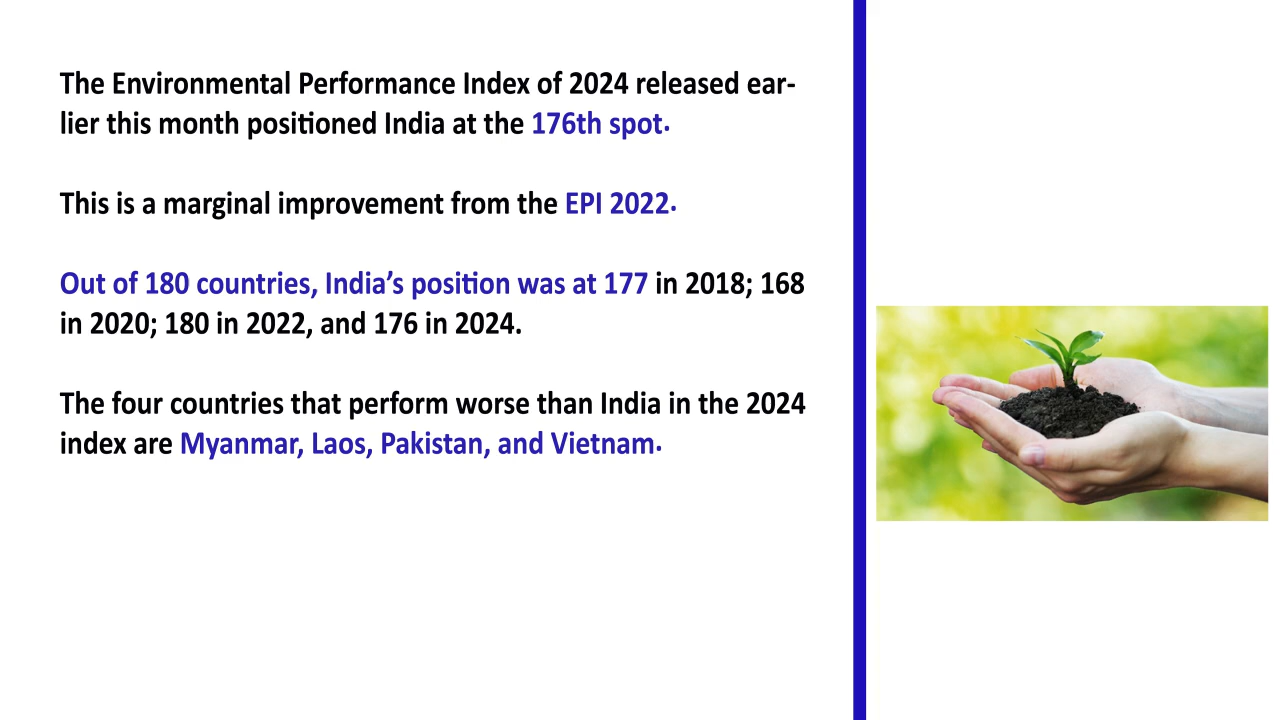 The Environmental Performance Index of 2024 released ear-
lier this month positioned India at the 176th spot.
This is a marginal improvement from the EPI 2022.
Out of 180 countries, India’s position was at 177 in 2018; 168
in 2020; 180 in 2022, and 176 in 2024.
The four countries that perform worse than India in the 2024
index are Myanmar, Laos, Pakistan, and Vietnam.